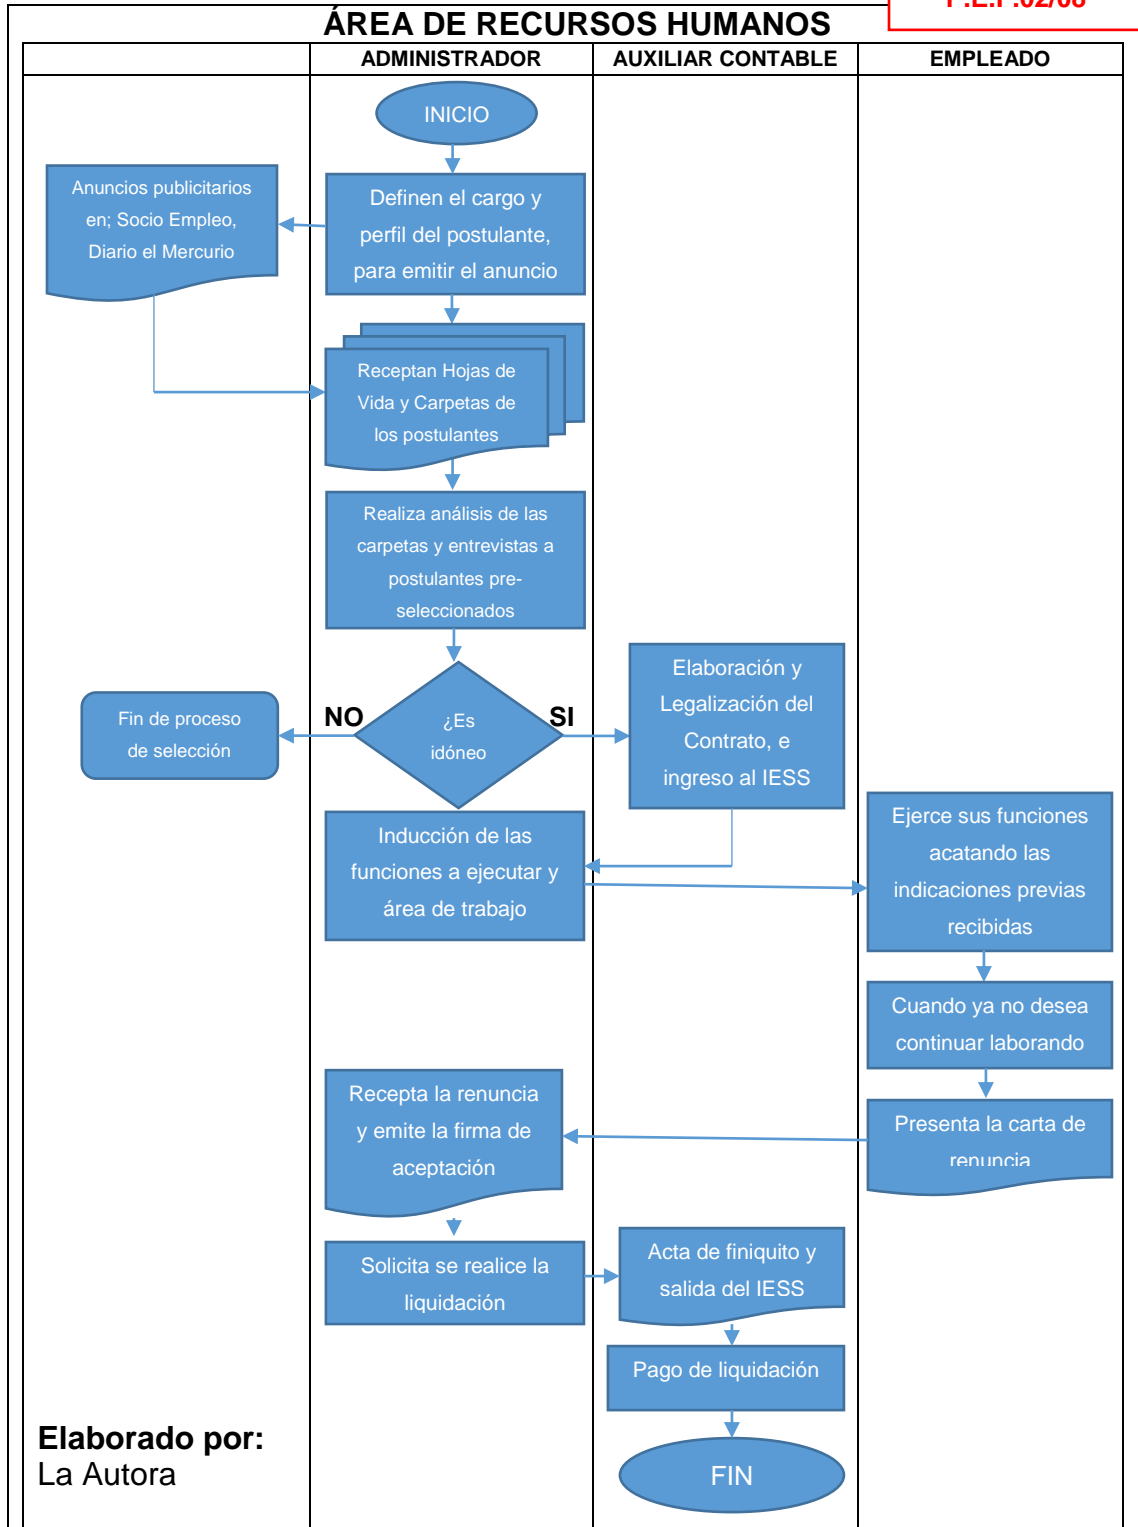 ÁREA DE RECURSOS HUMANOS
ADMINISTRADOR
AUXILIAR CONTABLE
EMPLEADO
INICIO
Anuncios publicitarios
en; Socio Empleo,
Diario el Mercurio
Definen el cargo y
perfil del postulante,
para emitir el anuncio
Receptan Hojas de
Vida y Carpetas de
los postulantes
Realiza análisis de las
carpetas y entrevistas a
postulantes pre-
seleccionados
Fin de proceso
de selección
NO
¿Es
idóneo
SI
Elaboración y
Legalización del
Contrato, e
ingreso al IESS
Inducción de las
funciones a ejecutar y
área de trabajo
Ejerce sus funciones
acatando las
indicaciones previas
recibidas
Cuando ya no desea
continuar laborando
Presenta la carta de
renuncia
Recepta la renuncia
y emite la firma de
aceptación
Solicita se realice la
liquidación
Acta de finiquito y
salida del IESS
Pago de liquidación
FIN
Elaborado por:
La Autora